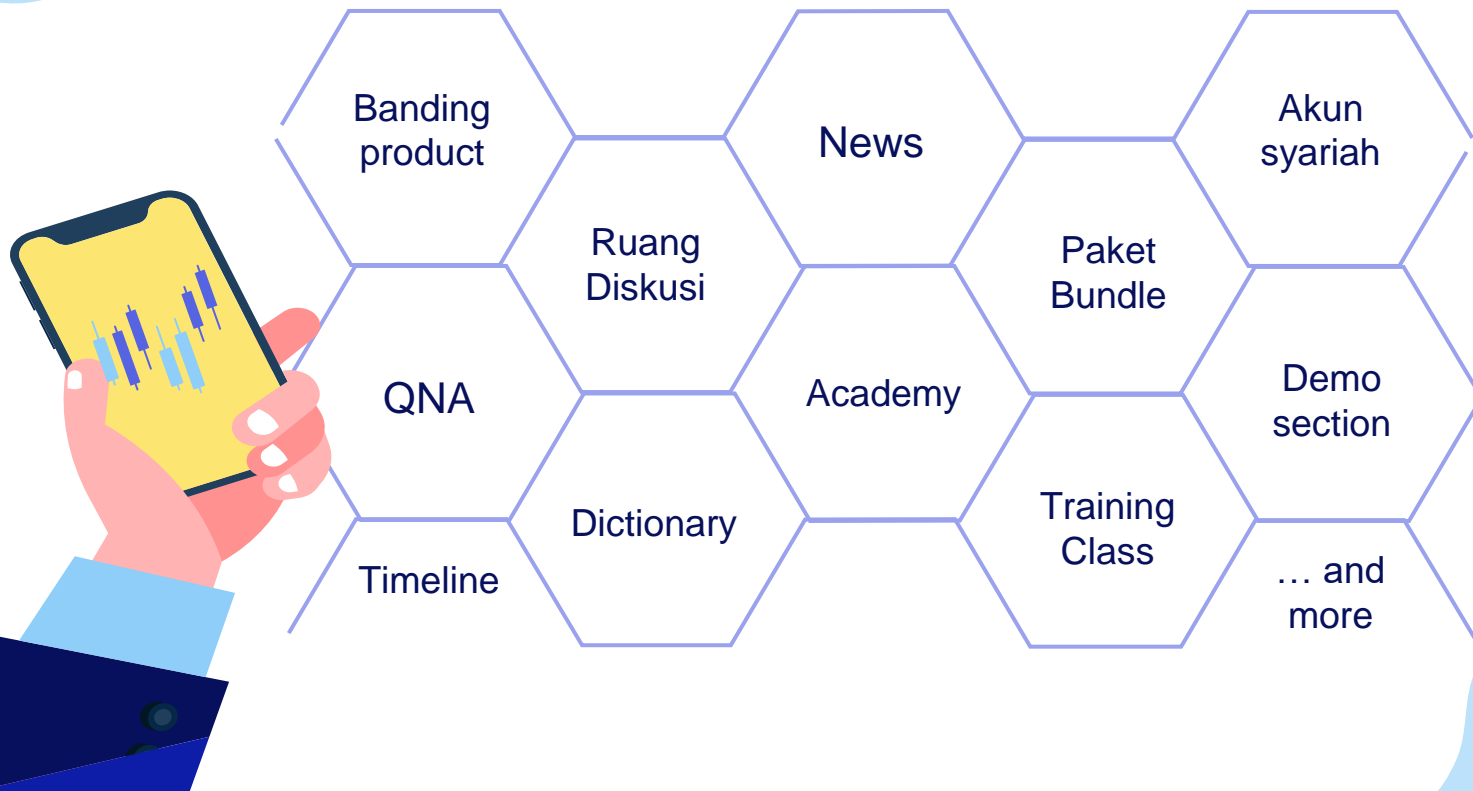 Banding
product
News
Akun
syariah
Ruang
Diskusi
Paket
Bundle
QNA
Academy
Demo
section
Dictionary
Training
Class
Timeline
… and
more